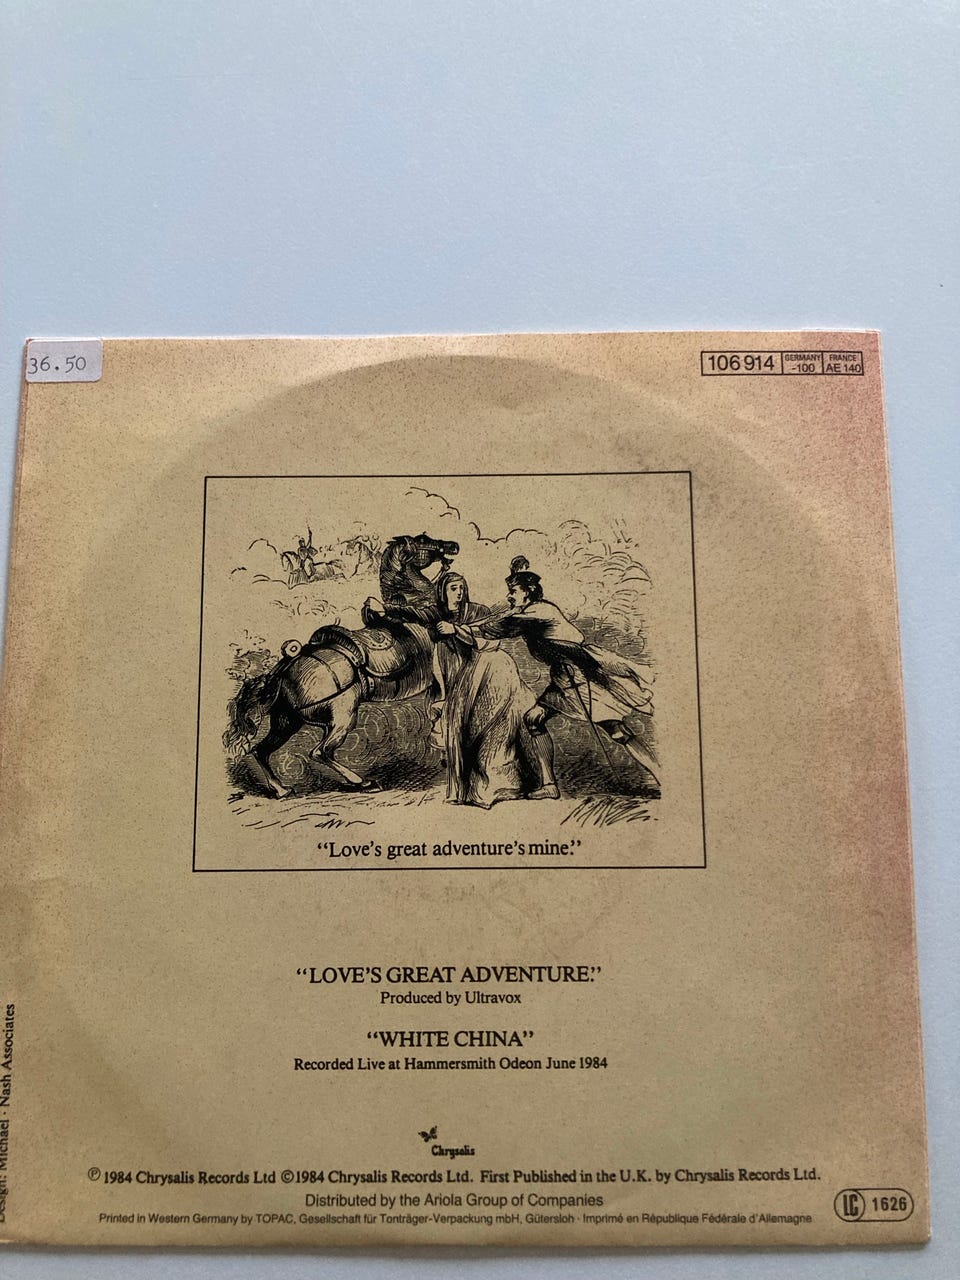 36.50
106 914 GERMANY -100 FRANCE AE 140
“Love’s great adventure’s mine.”
“LOVE’S GREAT ADVENTURE.”
Produced by Ultravox
“WHITE CHINA”
Recorded Live at Hammersmith Odeon June 1984
Chrysalis
℗ 1984 Chrysalis Records Ltd © 1984 Chrysalis Records Ltd. First Published in the U.K. by Chrysalis Records Ltd.
Distributed by the Ariola Group of Companies
LC 1626
Printed in Western Germany by TOPAC, Gesellschaft für Tonträger-Verpackung mbH, Gütersloh · Imprimé en République Fédérale d'Allemagne
Design: Michael · Nash Associates